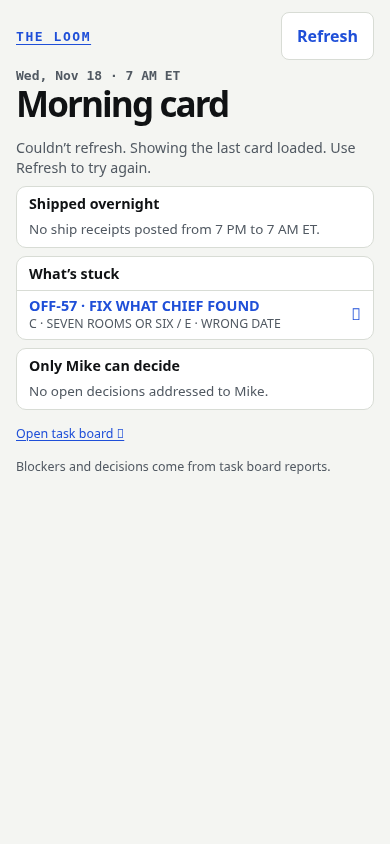 THE LOOM
Refresh
Wed, Nov 18 · 7 AM ET
Morning card
Couldn’t refresh. Showing the last card loaded. Use
Refresh to try again.
Shipped overnight
No ship receipts posted from 7 PM to 7 AM ET.
What’s stuck
OFF-57 · FIX WHAT CHIEF FOUND
C · SEVEN ROOMS OR SIX / E · WRONG DATE
Only Mike can decide
No open decisions addressed to Mike.
Open task board
Blockers and decisions come from task board reports.